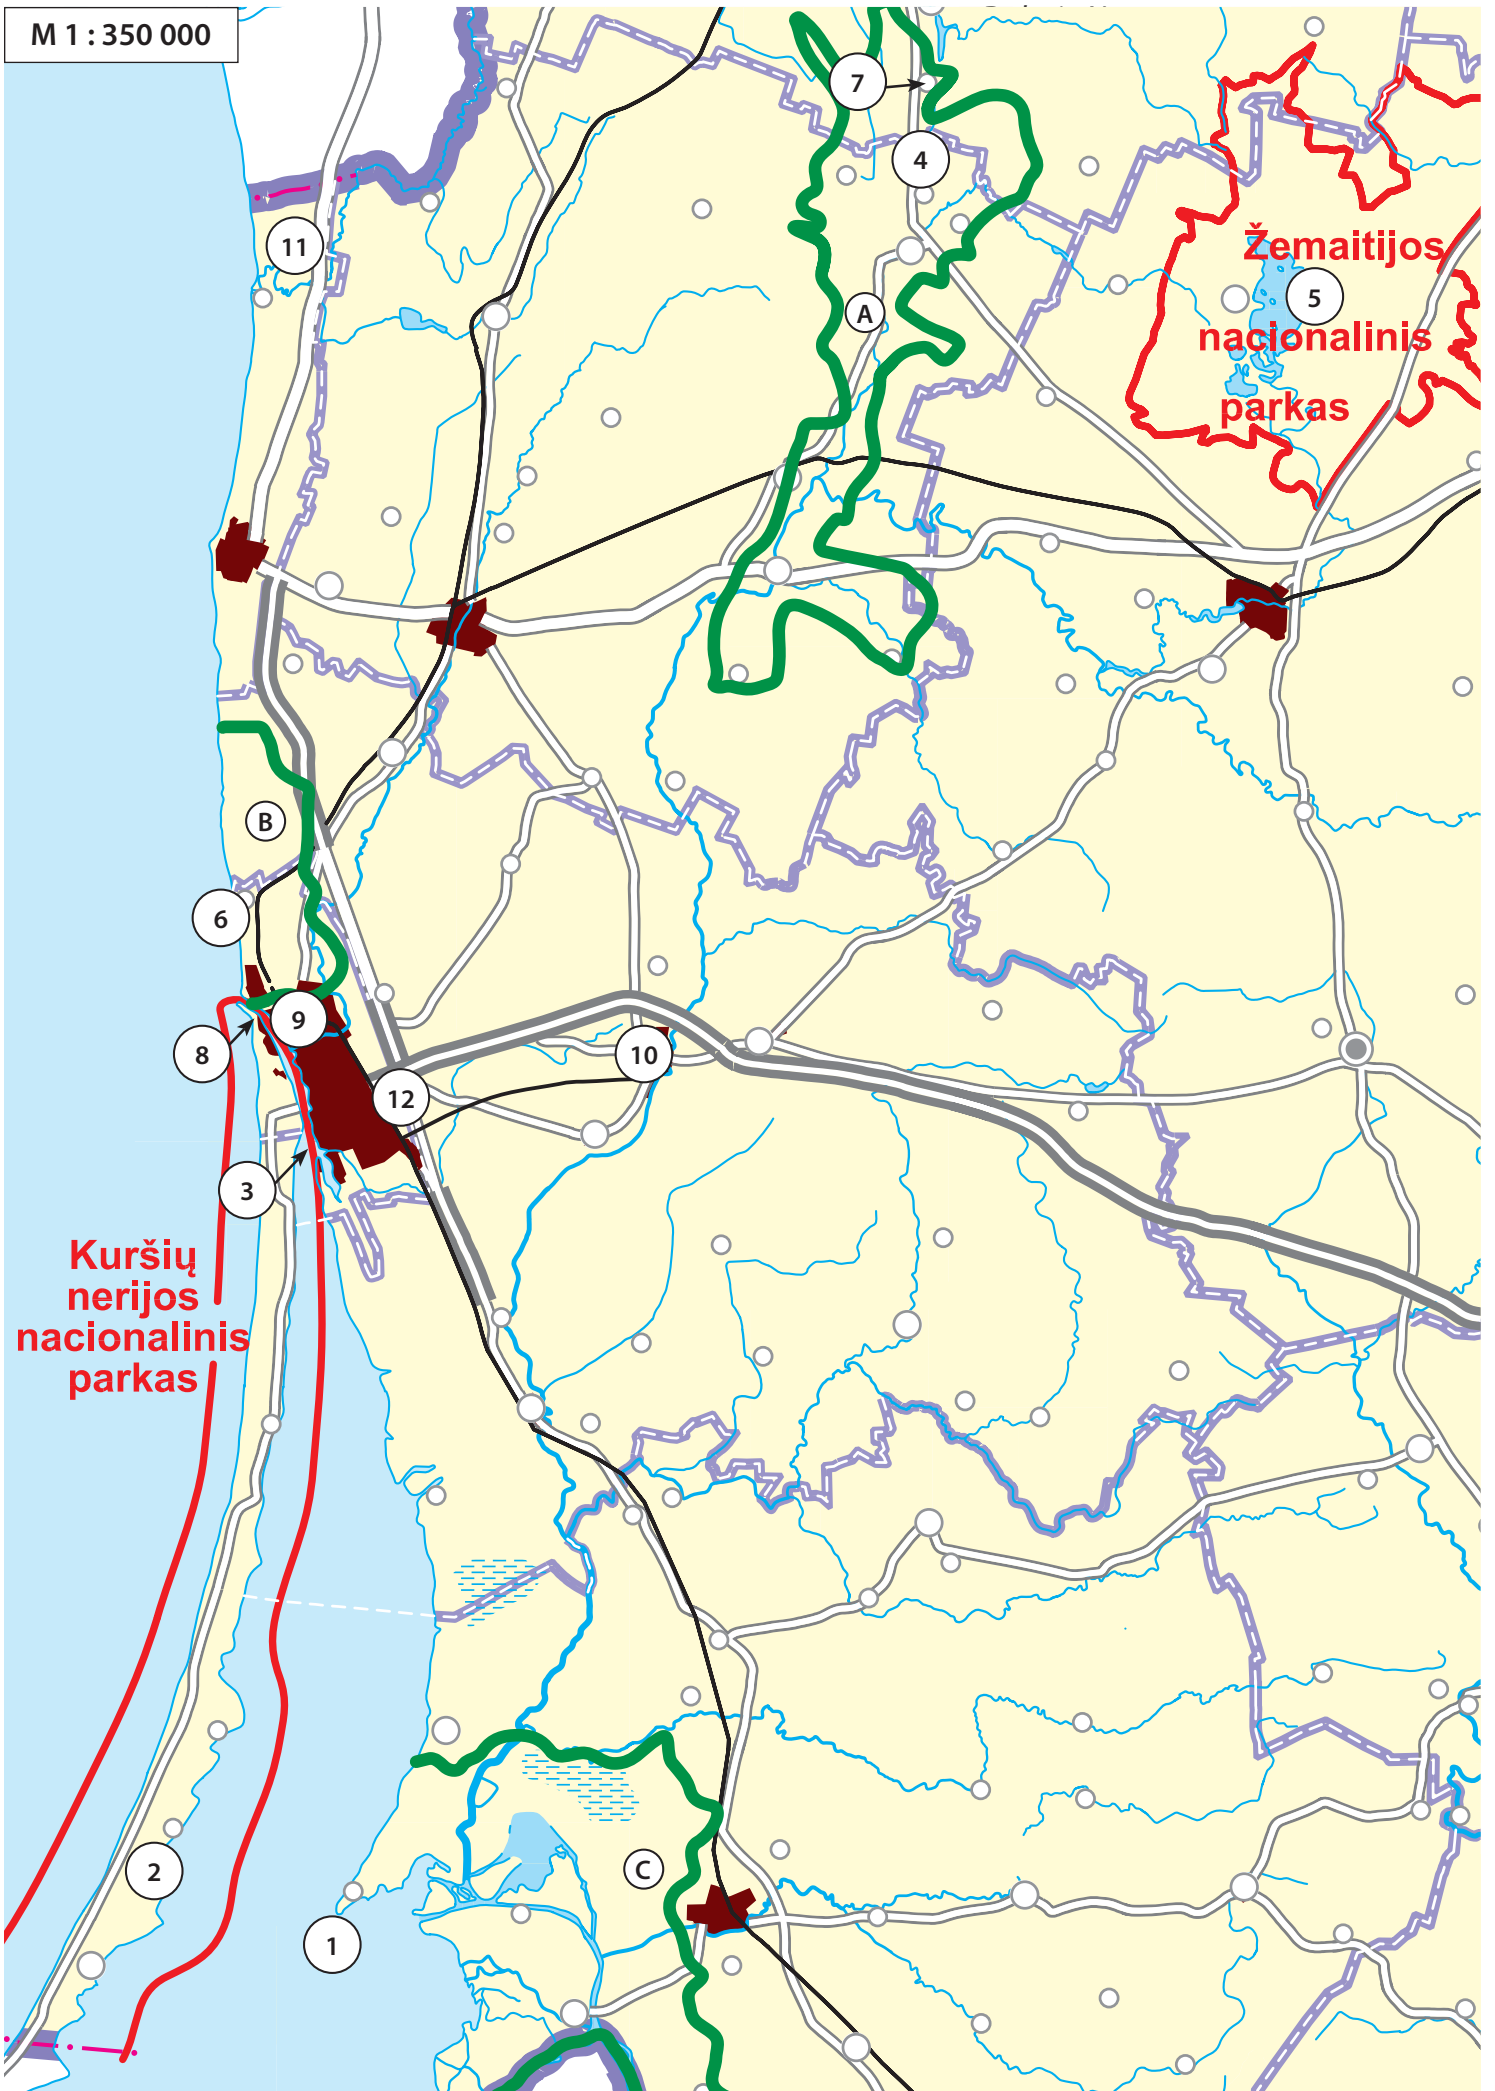 M 1 : 350 000
7
4
11
Žemaitijos
5
nacionalinis
parkas
A
B
6
9
8
10
12
3
Kuršių
nerijos
nacionalinis
parkas
C
2
1